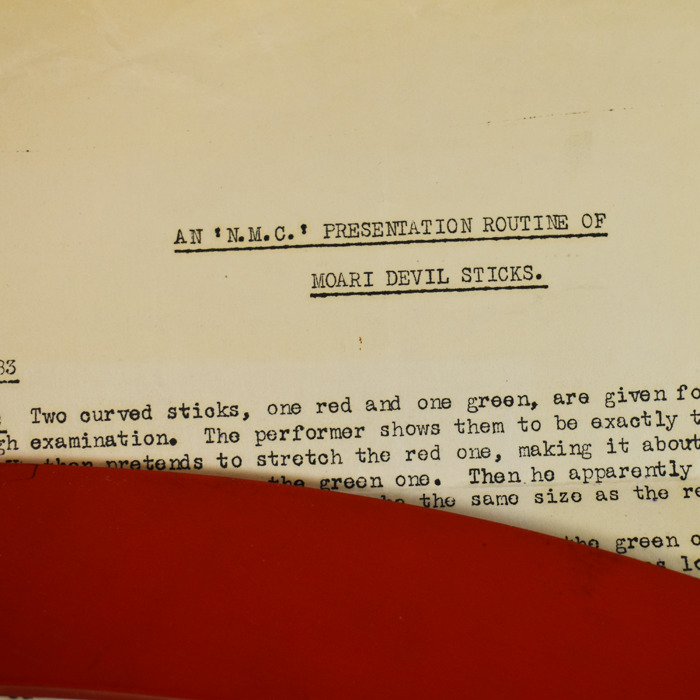 AN 'N.M.C.' PRESENTATION ROUTINE OF
MOARI DEVIL STICKS.
83
Two curved sticks, one red and one green, are given fo
gh examination. The performer shows them to be exactly t
then pretends to stretch the red one, making it about
the green one. Then he apparently
the same size as the re
the green o